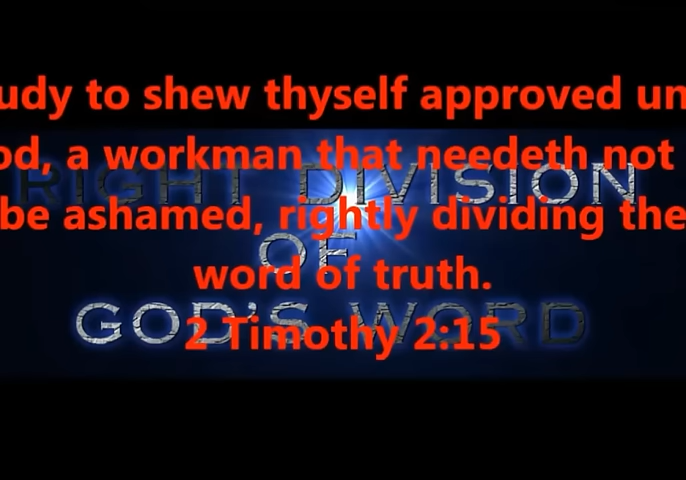 udy to shew thyself approved un
od, a workman that needeth not
be ashamed, rightly dividing the
word of truth.
2 Timothy 2:15
RIGHT DIVISION
OF
GOD'S WORD